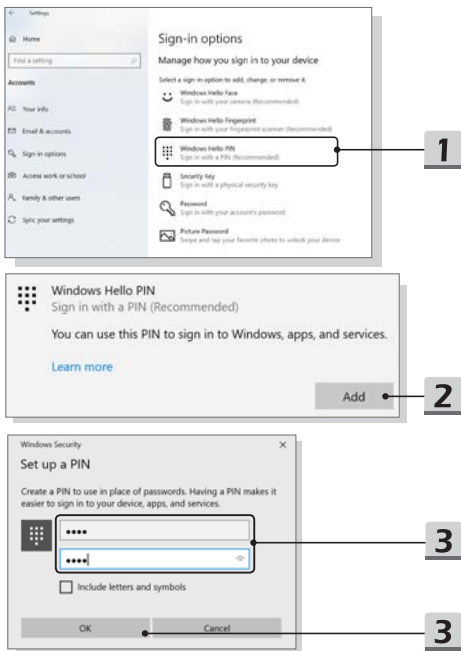 Settings
Home
Find a setting
Accounts
Your info
Email & accounts
Sign-in options
Access work or school
Family & other users
Sync your settings
Sign-in options
Manage how you sign in to your device
Select a sign-in option to add, change, or remove it.
Windows Hello Face
Sign in with your camera (Recommended)
Windows Hello Fingerprint
Sign in with your fingerprint scanner (Recommended)
Windows Hello PIN
Sign in with a PIN (Recommended)
Security Key
Sign in with a physical security key
Password
Sign in with your account's password
Picture Password
Swipe and tap your favorite photo to unlock your device
1
Windows Hello PIN
Sign in with a PIN (Recommended)
You can use this PIN to sign in to Windows, apps, and services.
Learn more
Add
2
Windows Security
Set up a PIN
Create a PIN to use in place of passwords. Having a PIN makes it
easier to sign in to your device, apps, and services.
••••
••••
3
Include letters and symbols
OK Cancel
3